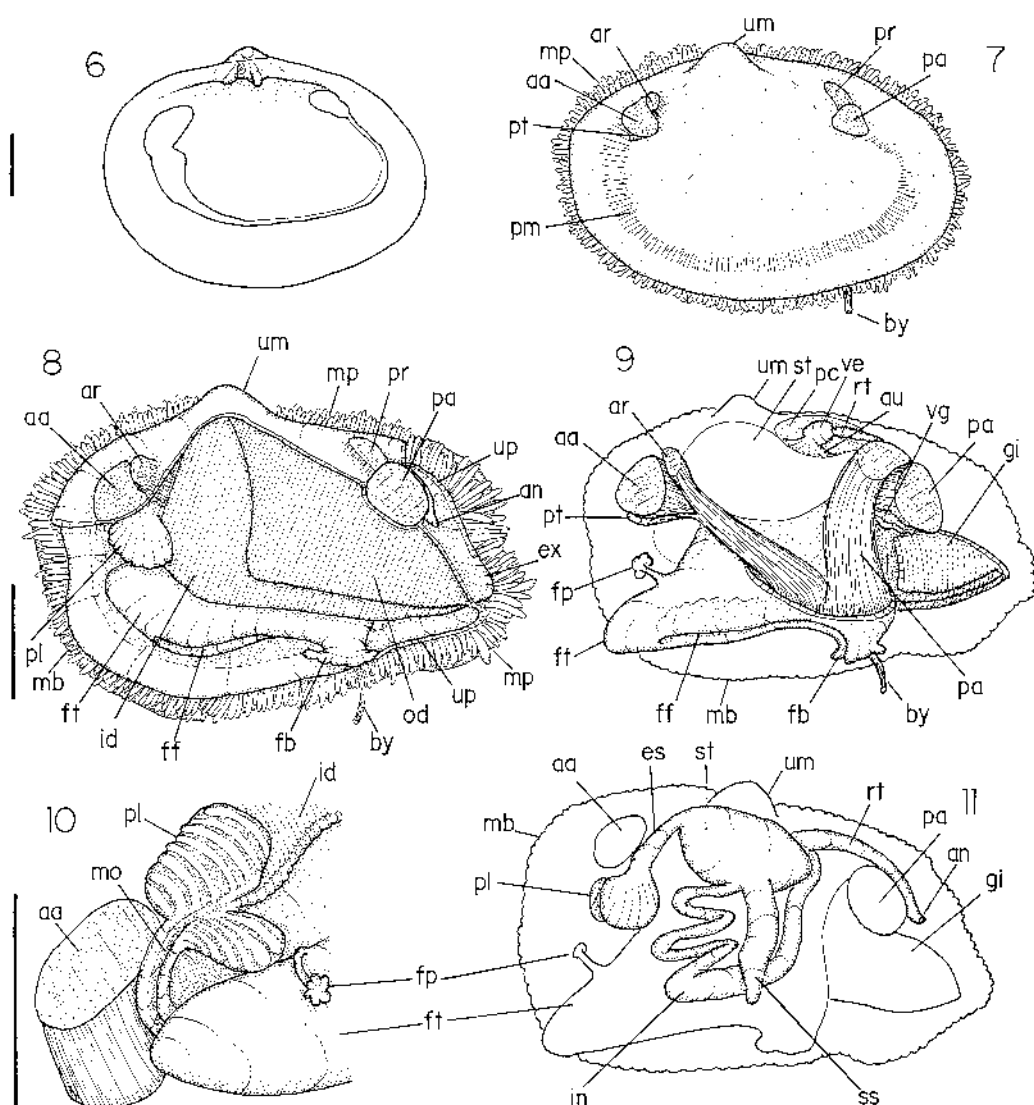 6
um
ar
mp
aa
pt
pm
pr
pa
7
by
8
um
ar
aa
mp
pr
pa
up
an
ex
pl
mb
ft
id
ff
fb
by
od
up
mp
9
um
st
pc
ve
rt
au
vg
pa
gi
ar
aa
pt
fp
ft
ff
mb
fb
by
pa
10
pl
mo
aa
id
fp
ft
11
aa
es
st
um
rt
pa
an
gi
mb
pl
in
ss